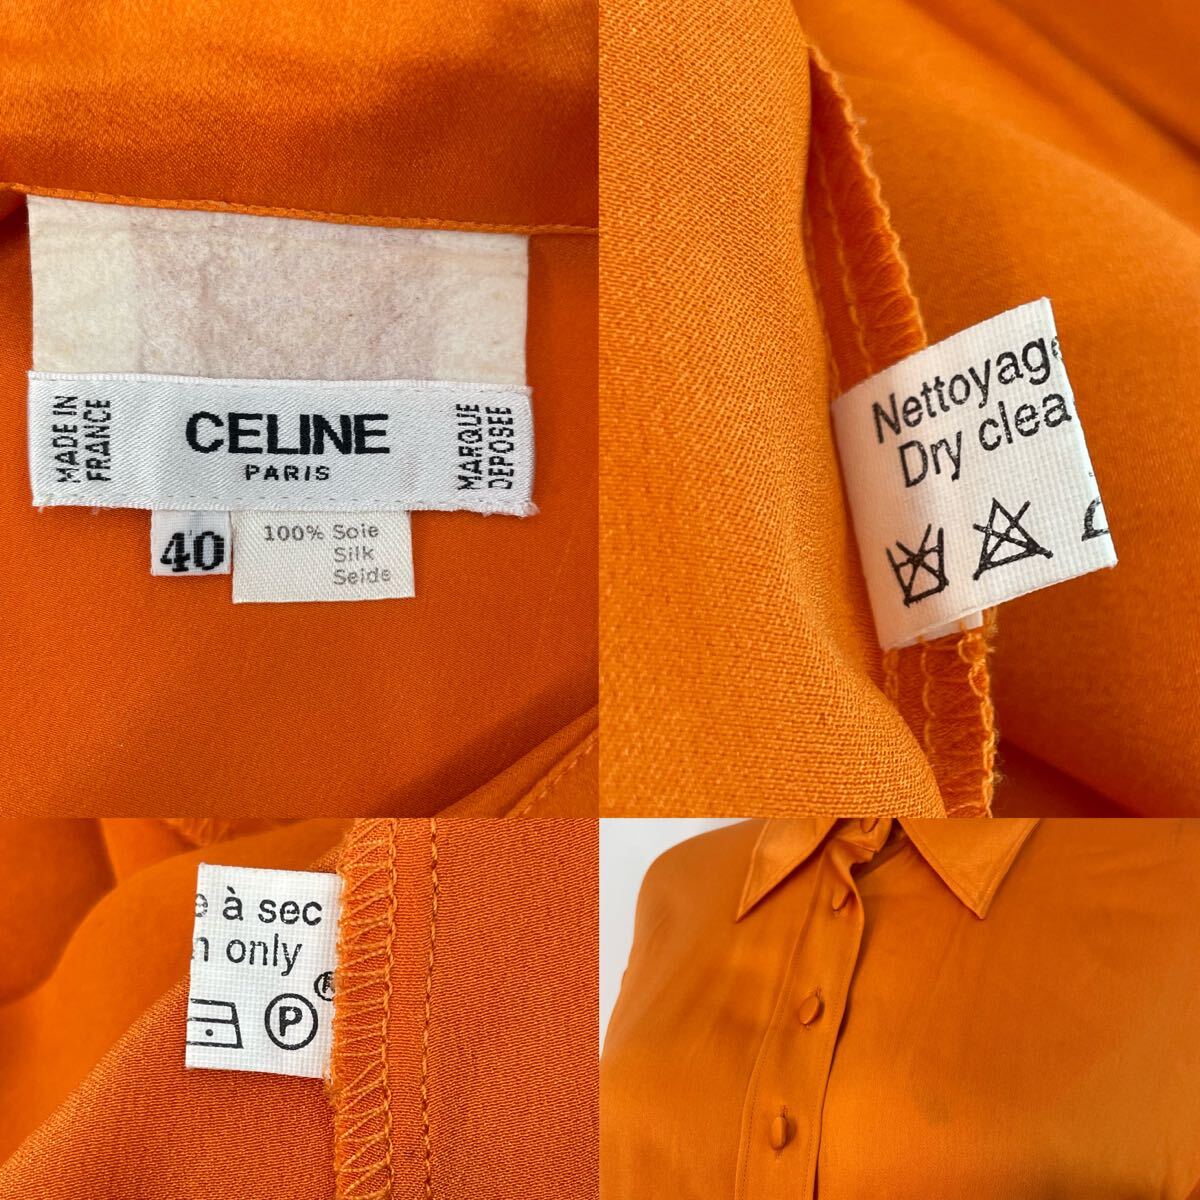 MADE IN
FRANCE
CELINE
PARIS
MARQUE
DEPOSEE
40
100% Soie
Silk
Seide
Nettoyage
Dry clea
e à sec
n only
P